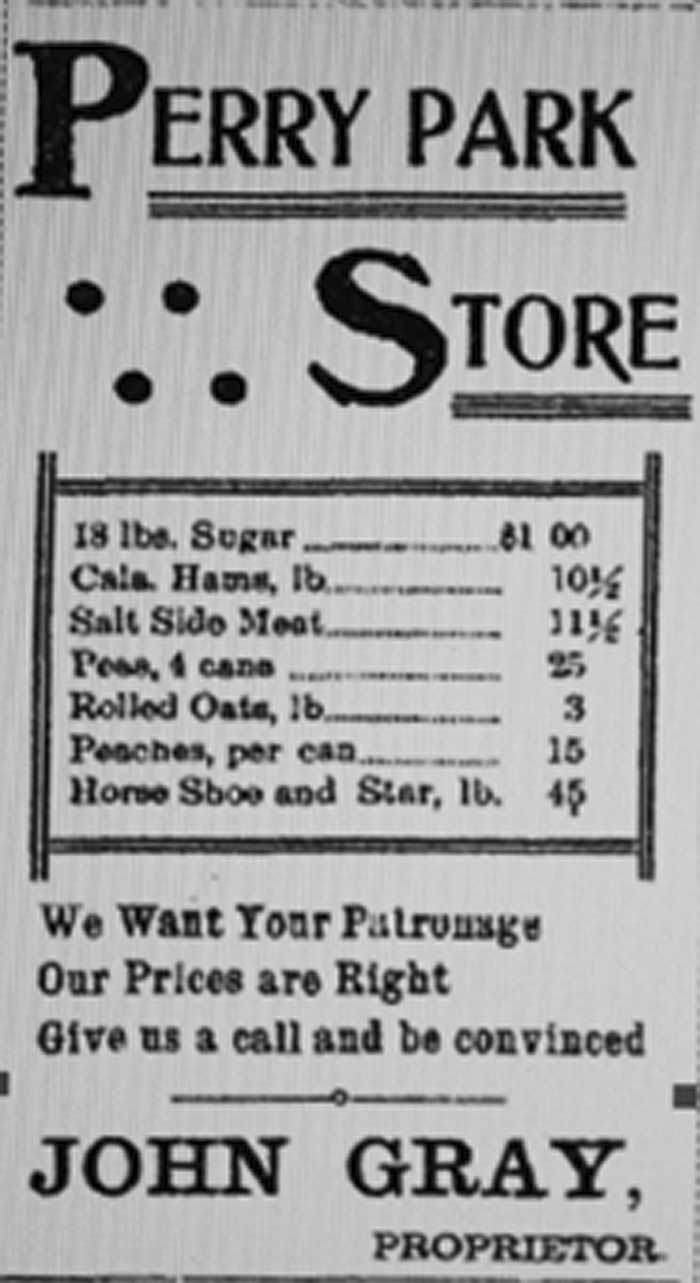 PERRY PARK
STORE
18 lbs. Sugar $1 00
Cala. Hams, lb. 10½
Salt Side Meat 11½
Peas, 4 cans 25
Rolled Oats, lb 3
Peaches, per can 15
Horse Shoe and Star, lb. 45
We Want Your Patronage
Our Prices are Right
Give us a call and be convinced
JOHN GRAY,
PROPRIETOR.